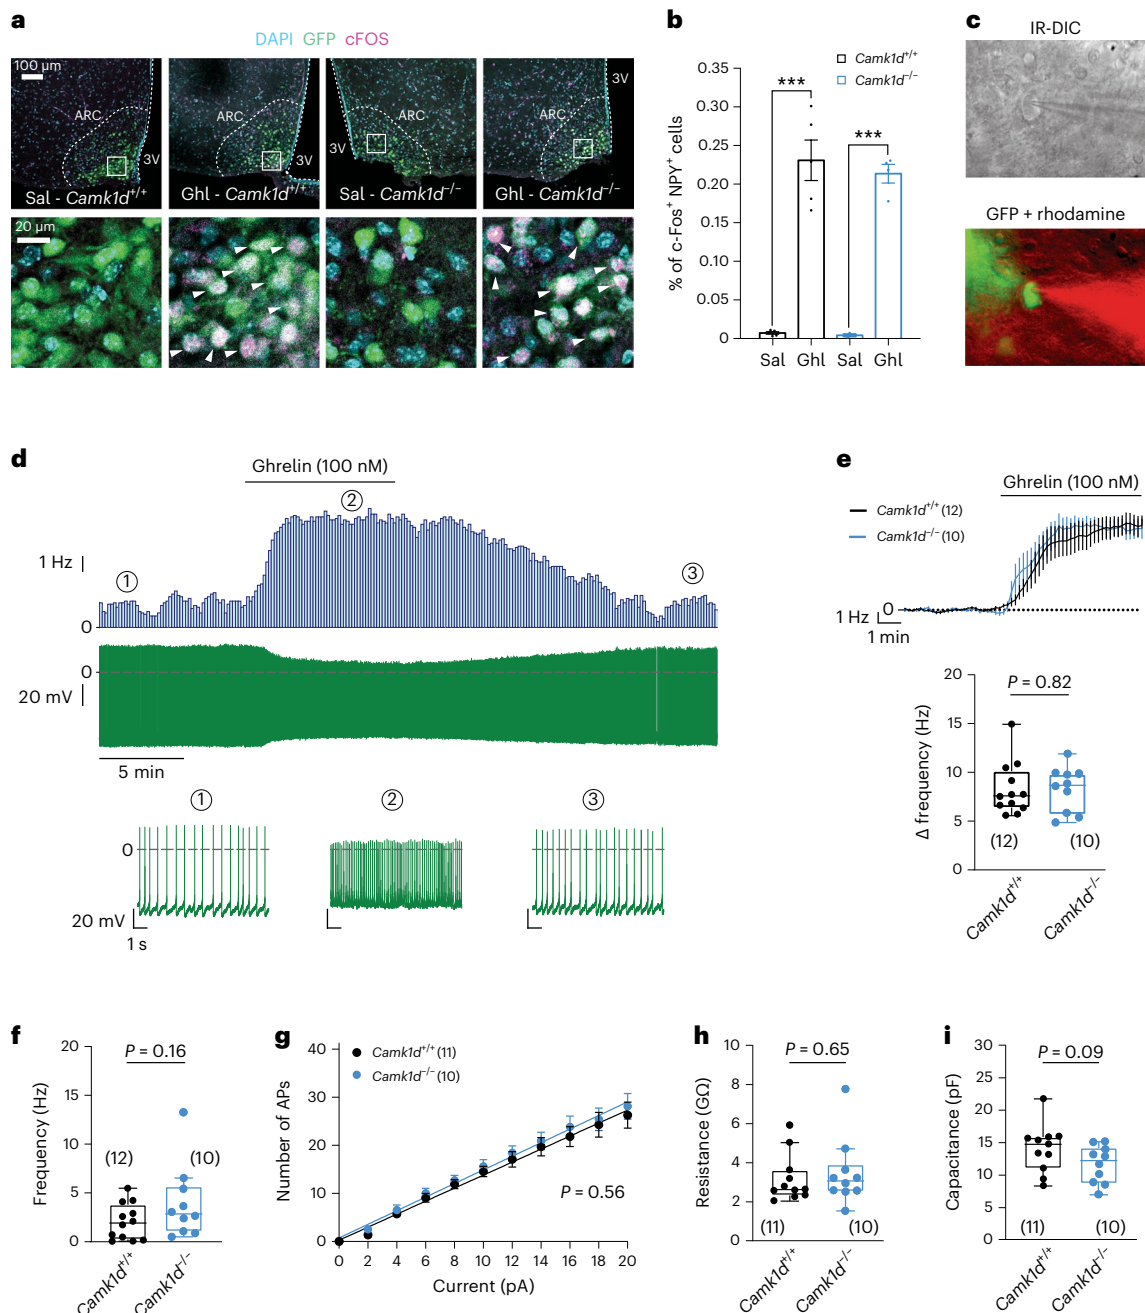 a
DAPI GFP cFOS
100 µm
ARC
3V
Sal - Camk1d+/+
ARC
3V
Ghl - Camk1d+/+
ARC
3V
Sal - Camk1d−/−
ARC
3V
Ghl - Camk1d−/−
20 µm
b
% of c-Fos+ NPY+ cells
Camk1d+/+
Camk1d−/−
0.35
0.30
0.25
0.20
0.15
0.10
0.05
0
***
***
Sal Ghl Sal Ghl
c
IR-DIC
GFP + rhodamine
d
Ghrelin (100 nM)
1 Hz
0
① ② ③
0
20 mV
5 min
① ② ③
0
20 mV
1 s
e
Ghrelin (100 nM)
Camk1d+/+ (12)
Camk1d−/− (10)
0
1 Hz
1 min
Δ frequency (Hz)
20
15
10
5
0
P = 0.82
(12) (10)
Camk1d+/+ Camk1d−/−
f
Frequency (Hz)
20
15
10
5
0
P = 0.16
(12) (10)
Camk1d+/+ Camk1d−/−
g
Number of APs
40
30
20
10
0
Camk1d+/+ (11)
Camk1d−/− (10)
P = 0.56
0 2 4 6 8 10 12 14 16 18 20
Current (pA)
h
Resistance (GΩ)
10
8
6
4
2
0
P = 0.65
(11) (10)
Camk1d+/+ Camk1d−/−
i
Capacitance (pF)
30
25
20
15
10
5
0
P = 0.09
(11) (10)
Camk1d+/+ Camk1d−/−